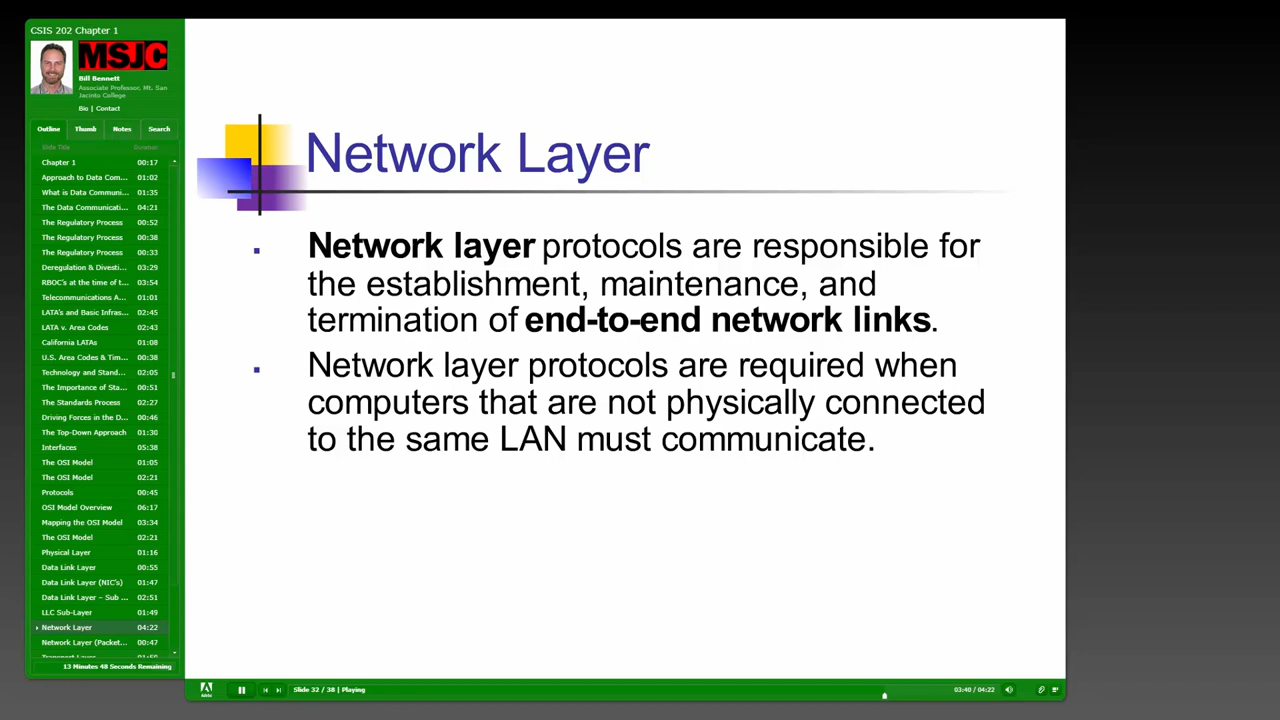 CSIS 202 Chapter 1
MSJC
Bill Bennett
Associate Professor, Mt. San
Jacinto College
Bio | Contact
Outline Thumb Notes Search
Slide Title Duration
Chapter 1 00:17
Approach to Data Com... 01:02
What is Data Communi... 01:35
The Data Communicati... 04:21
The Regulatory Process 00:52
The Regulatory Process 00:38
The Regulatory Process 00:33
Deregulation & Divesti... 03:29
RBOC's at the time of t... 03:54
Telecommunications A... 01:01
LATA's and Basic Infras... 02:45
LATA v. Area Codes 02:43
California LATAs 01:08
U.S. Area Codes & Tim... 00:38
Technology and Stand... 02:05
The Importance of Sta... 00:51
The Standards Process 02:27
Driving Forces in the D... 00:46
The Top-Down Approach 01:30
Interfaces 05:38
The OSI Model 01:05
The OSI Model 02:21
Protocols 00:45
OSI Model Overview 06:17
Mapping the OSI Model 03:34
The OSI Model 02:21
Physical Layer 01:16
Data Link Layer 00:55
Data Link Layer (NIC's) 01:47
Data Link Layer – Sub ... 02:51
LLC Sub-Layer 01:49
Network Layer 04:22
Network Layer (Packet... 00:47
Transport Layer 01:59
13 Minutes 48 Seconds Remaining
Network Layer
Network layer protocols are responsible for
the establishment, maintenance, and
termination of end-to-end network links.
Network layer protocols are required when
computers that are not physically connected
to the same LAN must communicate.
Slide 32 / 38 | Playing
03:40 / 04:22